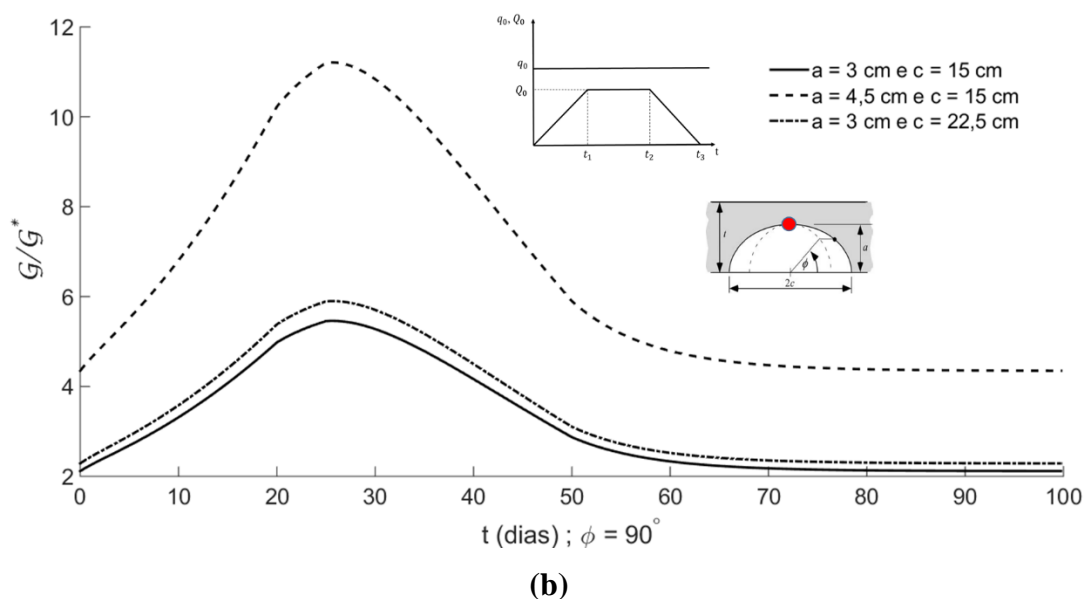 12
10
8
6
4
2
G/G*
0 10 20 30 40 50 60 70 80 90 100
t (dias) ; ϕ = 90°
q₀, Q₀
q₀
Q₀
t₁ t₂ t₃ t
a = 3 cm e c = 15 cm
a = 4,5 cm e c = 15 cm
a = 3 cm e c = 22,5 cm
t
a
ϕ
2c
(b)